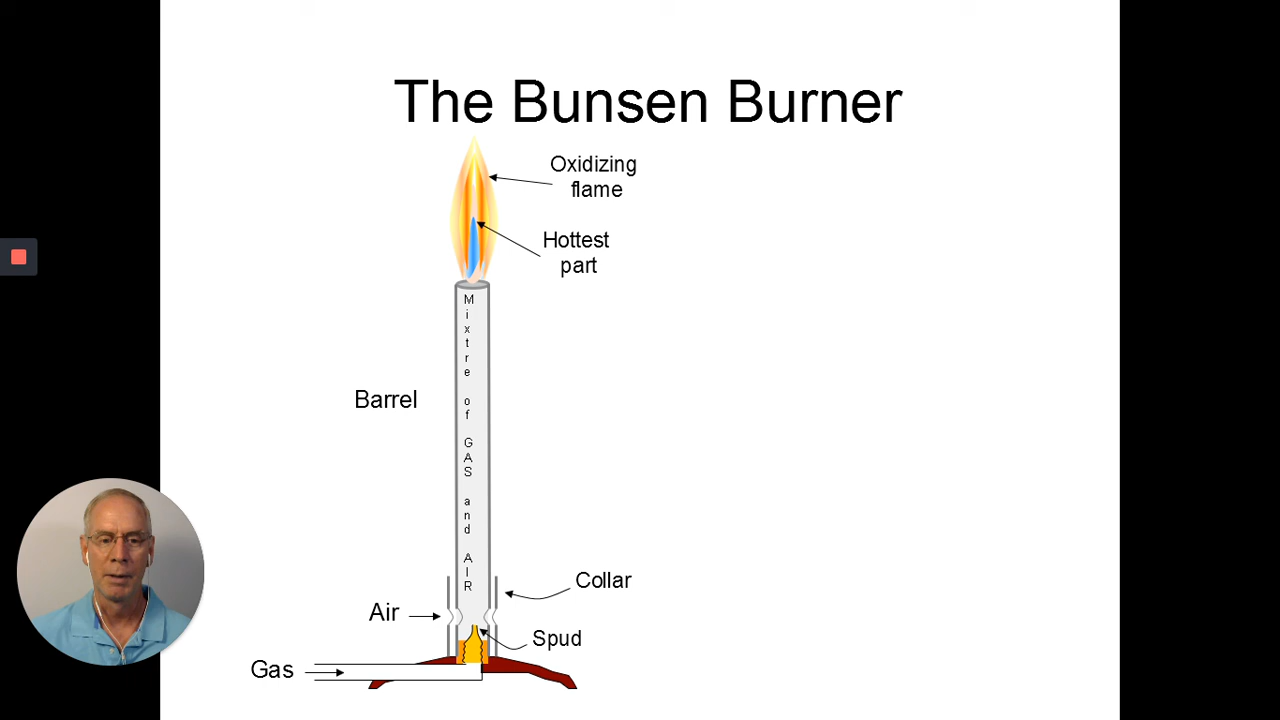 The Bunsen Burner
Oxidizing
flame
Hottest
part
Mixtre of GAS and AIR
Barrel
Collar
Air
Spud
Gas